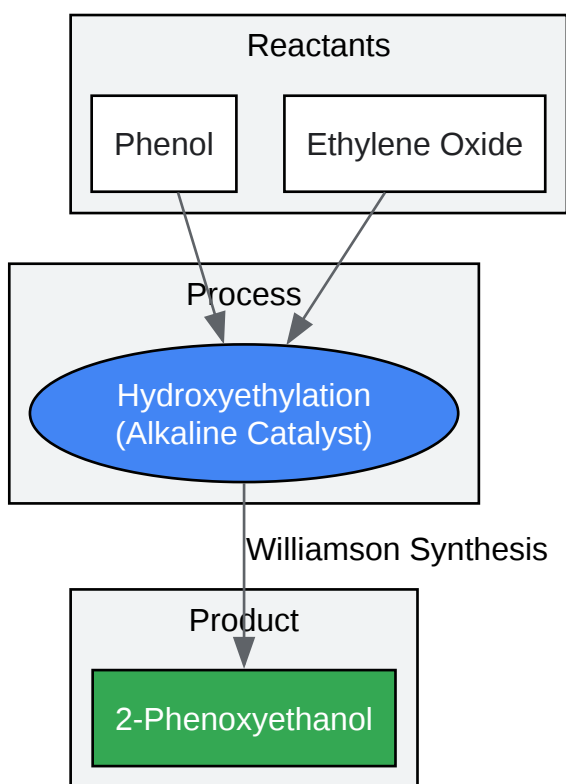 Reactants
Phenol
Ethylene Oxide
Process
Hydroxyethylation
(Alkaline Catalyst)
Williamson Synthesis
Product
2-Phenoxyethanol